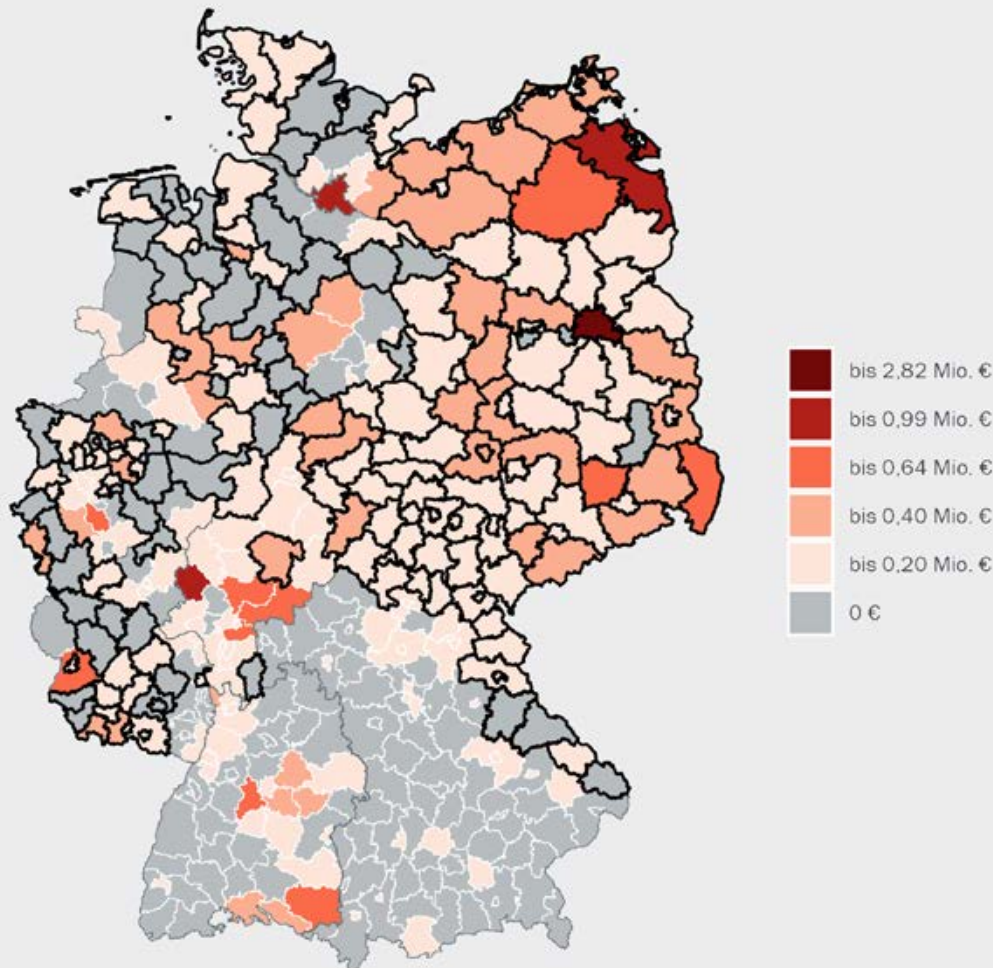 bis 2,82 Mio. €
bis 0,99 Mio. €
bis 0,64 Mio. €
bis 0,40 Mio. €
bis 0,20 Mio. €
0 €